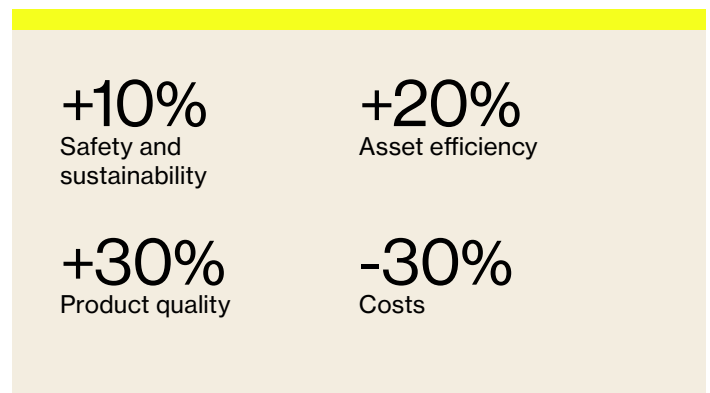 +10%
Safety and
sustainability
+20%
Asset efficiency
+30%
Product quality
-30%
Costs